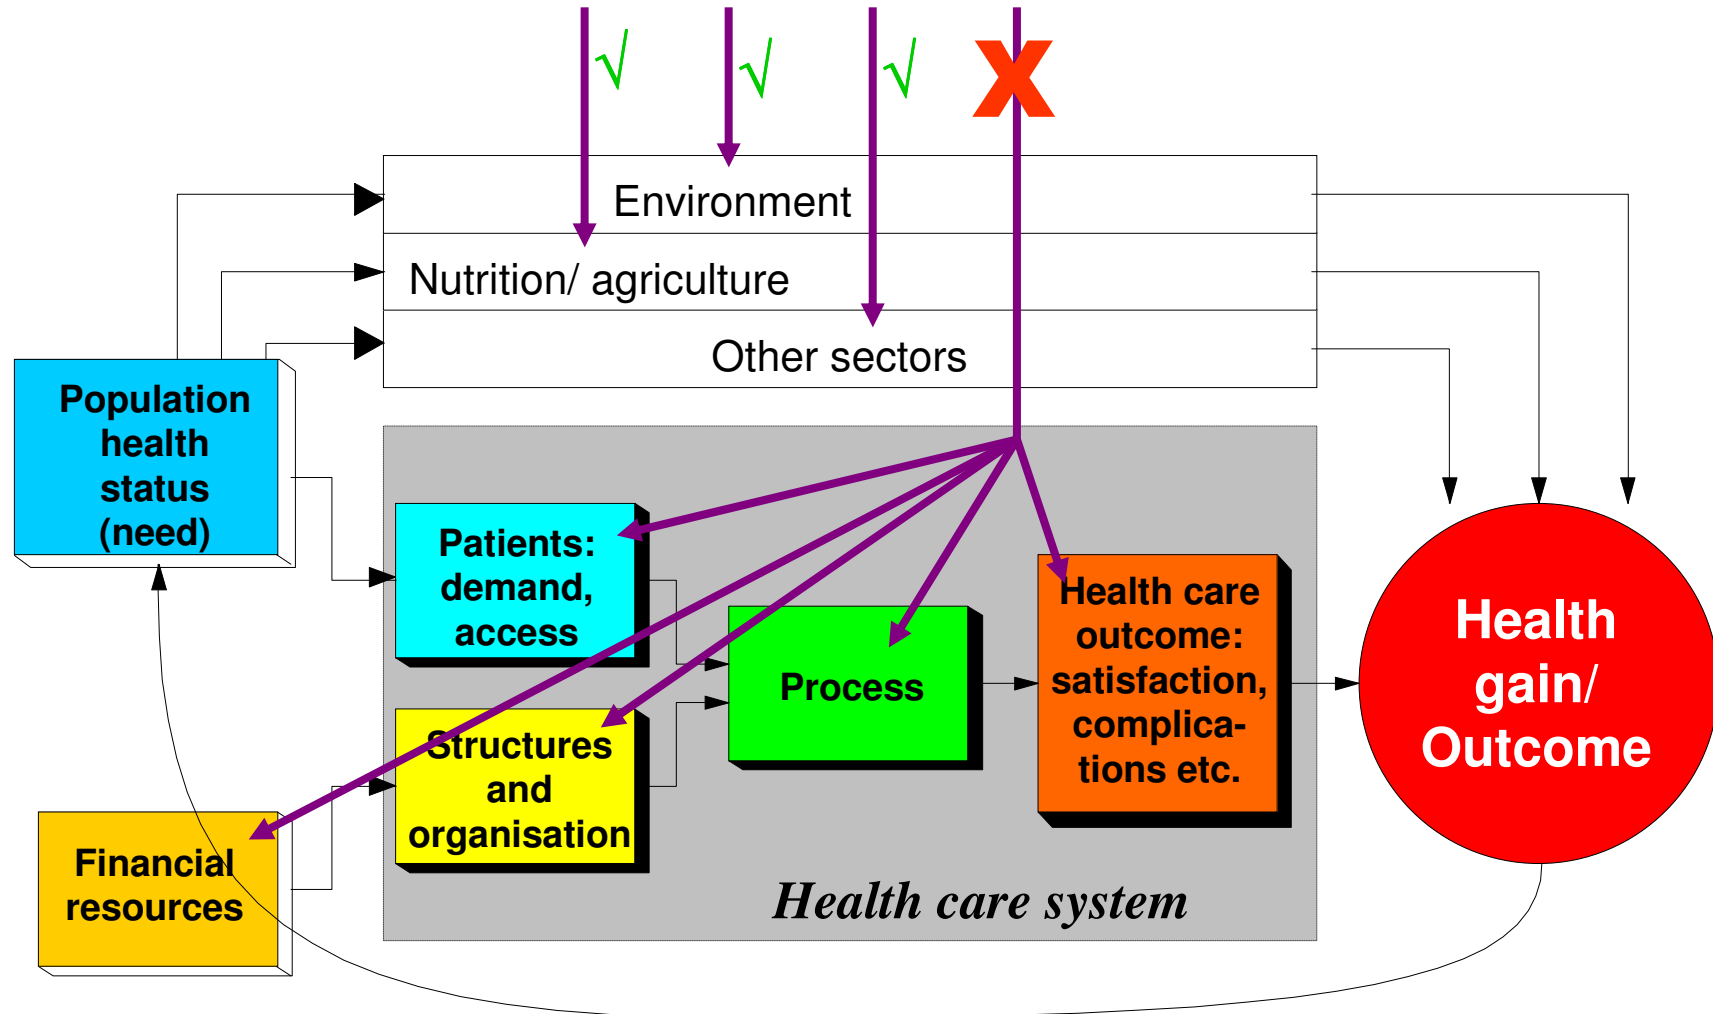 √ √ √ X
Environment
Nutrition/ agriculture
Other sectors
Population
health
status
(need)
Patients:
demand,
access
Structures
and
organisation
Financial
resources
Process
Health care
outcome:
satisfaction,
complica-
tions etc.
Health
gain/
Outcome
Health care system